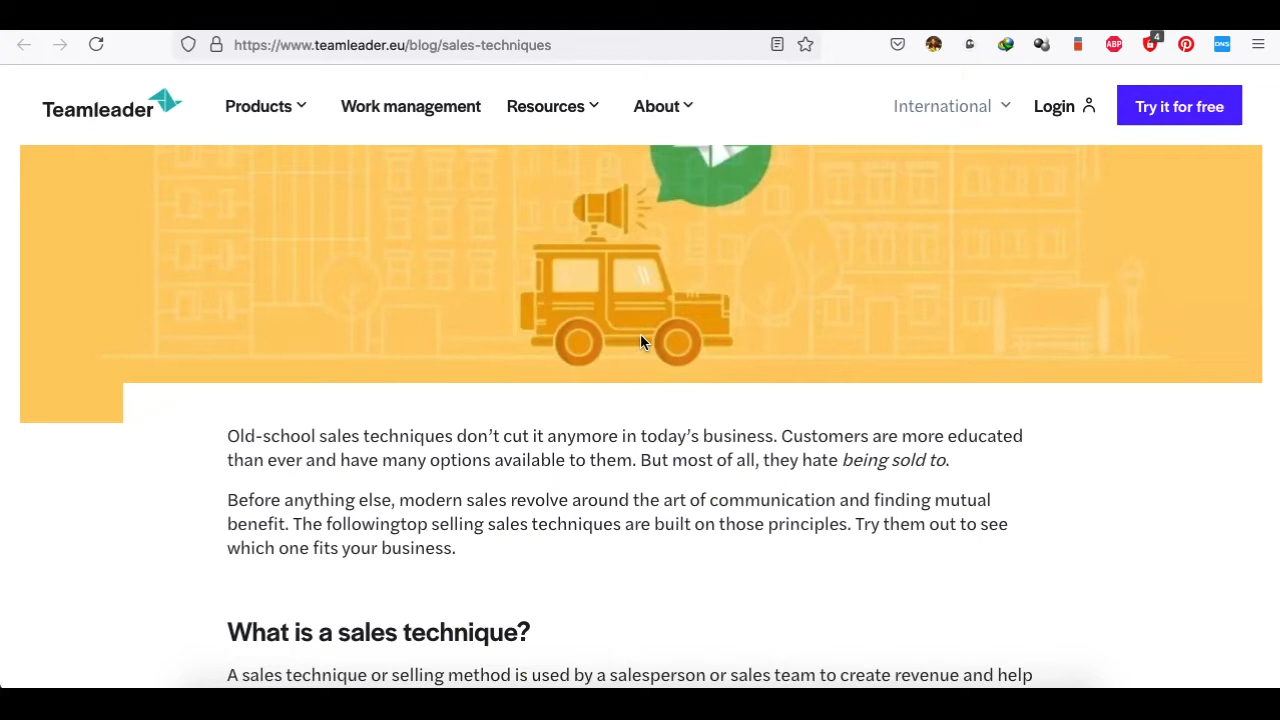 https://www.teamleader.eu/blog/sales-techniques
ABP
4
DNS
Teamleader
Products
Work management
Resources
About
International
Login
Try it for free
Old-school sales techniques don’t cut it anymore in today’s business. Customers are more educated
than ever and have many options available to them. But most of all, they hate being sold to.
Before anything else, modern sales revolve around the art of communication and finding mutual
benefit. The followingtop selling sales techniques are built on those principles. Try them out to see
which one fits your business.
What is a sales technique?
A sales technique or selling method is used by a salesperson or sales team to create revenue and help